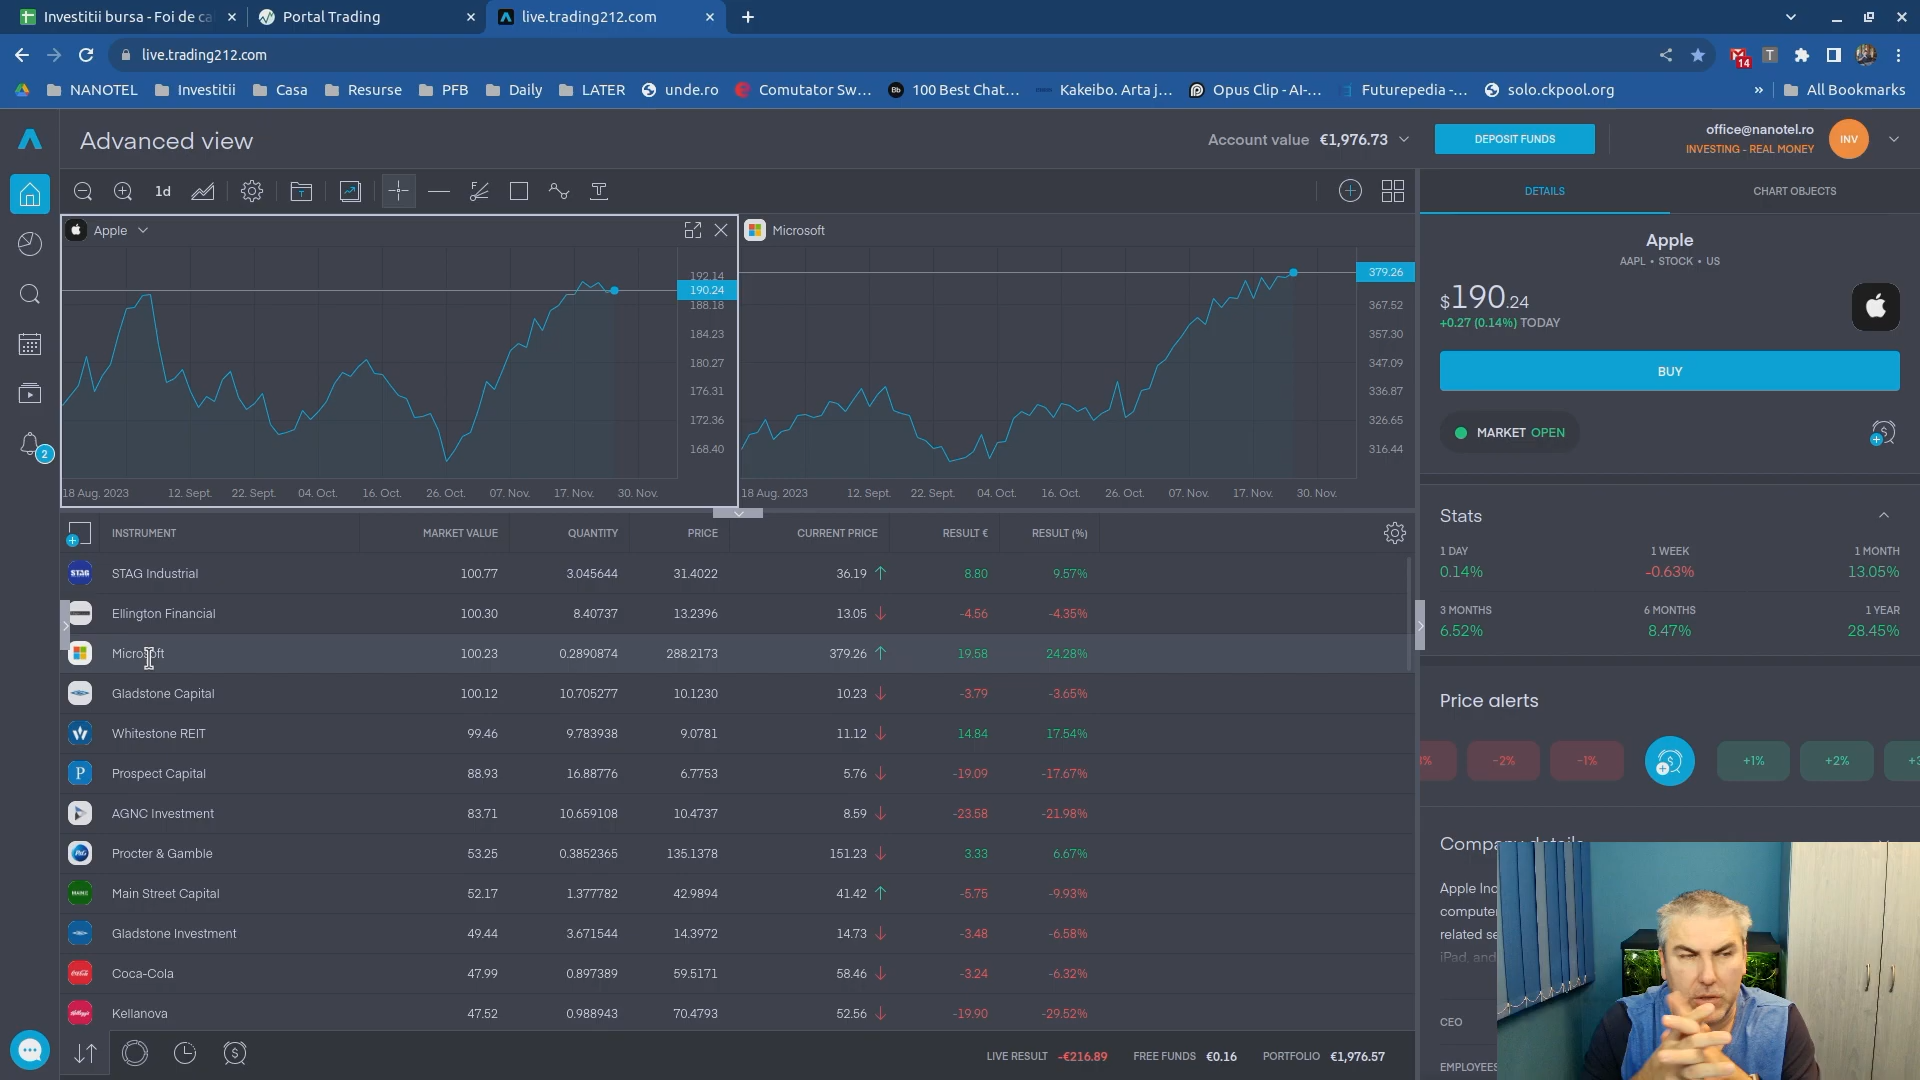 Investitii bursa - Foi de ca
Portal Trading
live.trading212.com
live.trading212.com
14
T
NANOTEL
Investitii
Casa
Resurse
PFB
Daily
LATER
unde.ro
Comutator Sw...
Bb
100 Best Chat...
Kakeibo. Arta j...
Opus Clip - AI-...
Futurepedia -...
solo.ckpool.org
»
All Bookmarks
Advanced view
Account value €1,976.73
DEPOSIT FUNDS
office@nanotel.ro
INVESTING - REAL MONEY
INV
1d
DETAILS
CHART OBJECTS
Apple
192.14
190.24
188.18
184.23
180.27
176.31
172.36
168.40
18 Aug. 2023 12. Sept. 22. Sept. 04. Oct. 16. Oct. 26. Oct. 07. Nov. 17. Nov. 30. Nov.
Microsoft
379.26
367.52
357.30
347.09
336.87
326.65
316.44
18 Aug. 2023 12. Sept. 22. Sept. 04. Oct. 16. Oct. 26. Oct. 07. Nov. 17. Nov. 30. Nov.
2
INSTRUMENT MARKET VALUE QUANTITY PRICE CURRENT PRICE RESULT € RESULT (%)
STAG STAG Industrial 100.77 3.045644 31.4022 36.19 8.80 9.57%
Ellington Financial 100.30 8.40737 13.2396 13.05 -4.56 -4.35%
Microsoft 100.23 0.2890874 288.2173 379.26 19.58 24.28%
Gladstone Capital 100.12 10.705277 10.1230 10.23 -3.79 -3.65%
Whitestone REIT 99.46 9.783938 9.0781 11.12 14.84 17.54%
P Prospect Capital 88.93 16.88776 6.7753 5.76 -19.09 -17.67%
AGNC Investment 83.71 10.659108 10.4737 8.59 -23.58 -21.98%
P&G Procter & Gamble 53.25 0.3852365 135.1378 151.23 3.33 6.67%
Main Street Capital 52.17 1.377782 42.9894 41.42 -5.75 -9.93%
Gladstone Investment 49.44 3.671544 14.3972 14.73 -3.48 -6.58%
Coca-Cola 47.99 0.897389 59.5171 58.46 -3.24 -6.32%
Kellanova 47.52 0.988943 70.4793 52.56 -19.90 -29.52%
LIVE RESULT -€216.89 FREE FUNDS €0.16 PORTFOLIO €1,976.57
Apple
AAPL • STOCK • US
$190.24
+0.27 (0.14%) TODAY
BUY
MARKET OPEN
Stats
1 DAY 1 WEEK 1 MONTH
0.14% -0.63% 13.05%
3 MONTHS 6 MONTHS 1 YEAR
6.52% 8.47% 28.45%
Price alerts
-2% -1% +1% +2%
Company details
Apple Inc
compute
related se
iPad, and
CEO
EMPLOYEES